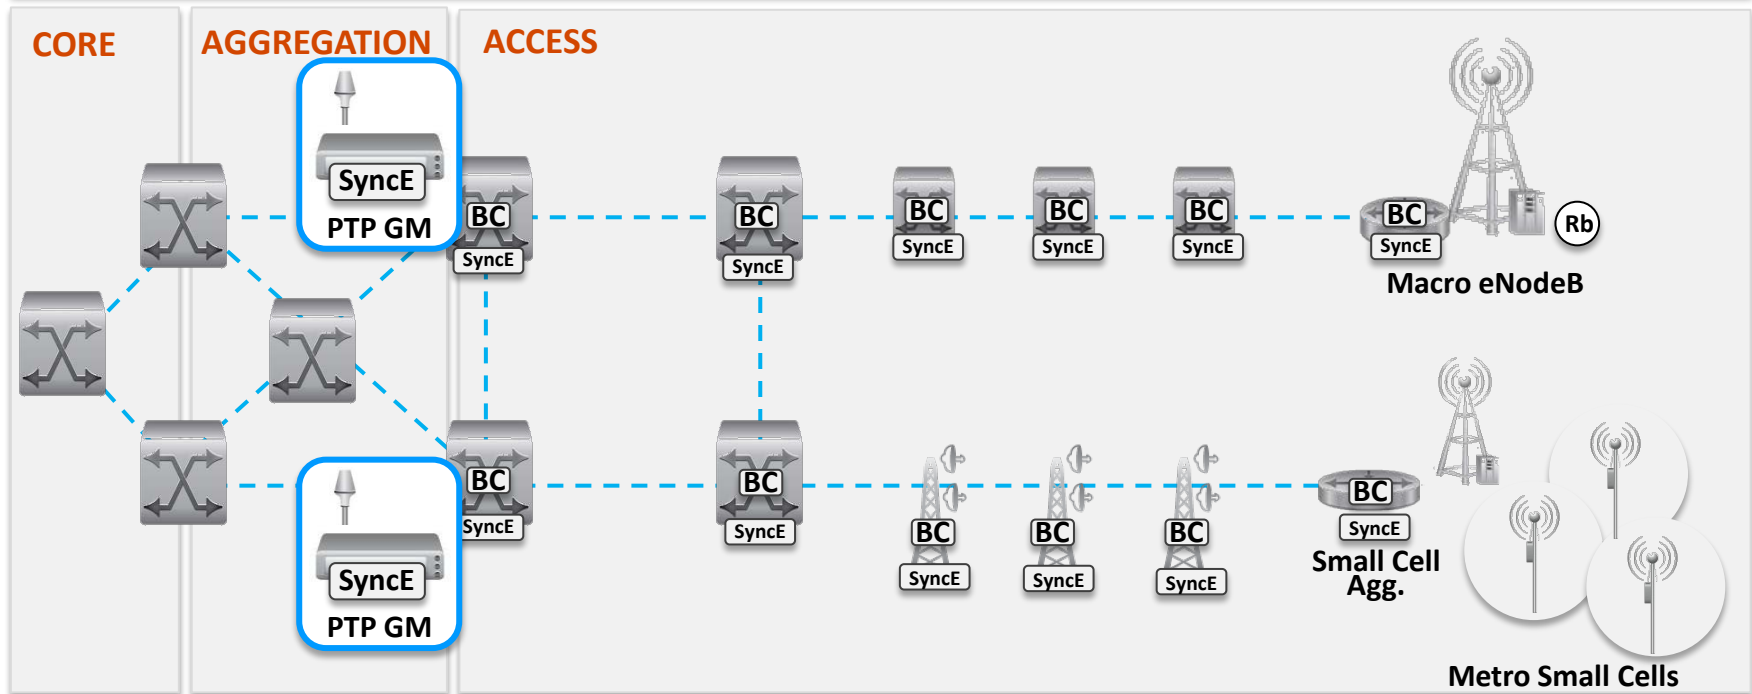 CORE
AGGREGATION
ACCESS
SyncE
PTP GM
BC
SyncE
BC
SyncE
BC
SyncE
BC
SyncE
BC
SyncE
BC
SyncE
Rb
Macro eNodeB
SyncE
PTP GM
BC
SyncE
BC
SyncE
BC
SyncE
BC
SyncE
BC
SyncE
BC
SyncE
Small Cell
Agg.
Metro Small Cells